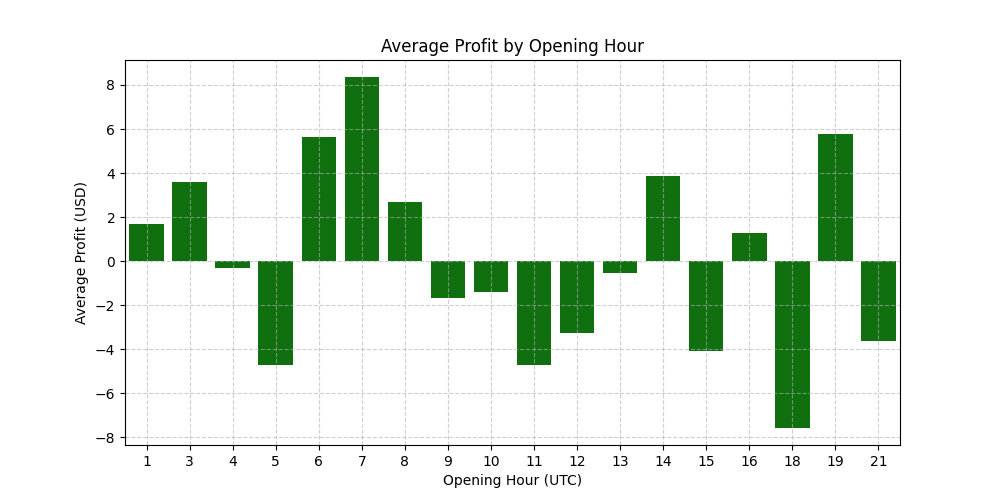 Average Profit by Opening Hour
Average Profit (USD)
8
6
4
2
0
−2
−4
−6
−8
1 3 4 5 6 7 8 9 10 11 12 13 14 15 16 18 19 21
Opening Hour (UTC)